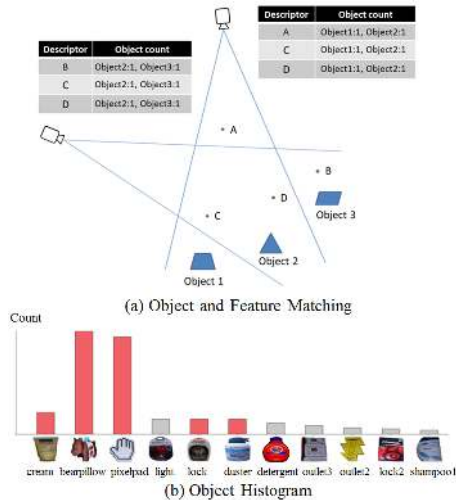 Descriptor Object count
A Object1:1, Object2:1
C Object1:1, Object2:1
D Object1:1, Object2:1
Descriptor Object count
B Object2:1, Object3:1
C Object2:1, Object3:1
D Object2:1, Object3:1
A
B
C
D
Object 3
Object 2
Object 1
(a) Object and Feature Matching
Count
cream bearpillow pixelpad light kick duster detergent outlet3 outlet2 kick2 shampoo1
(b) Object Histogram